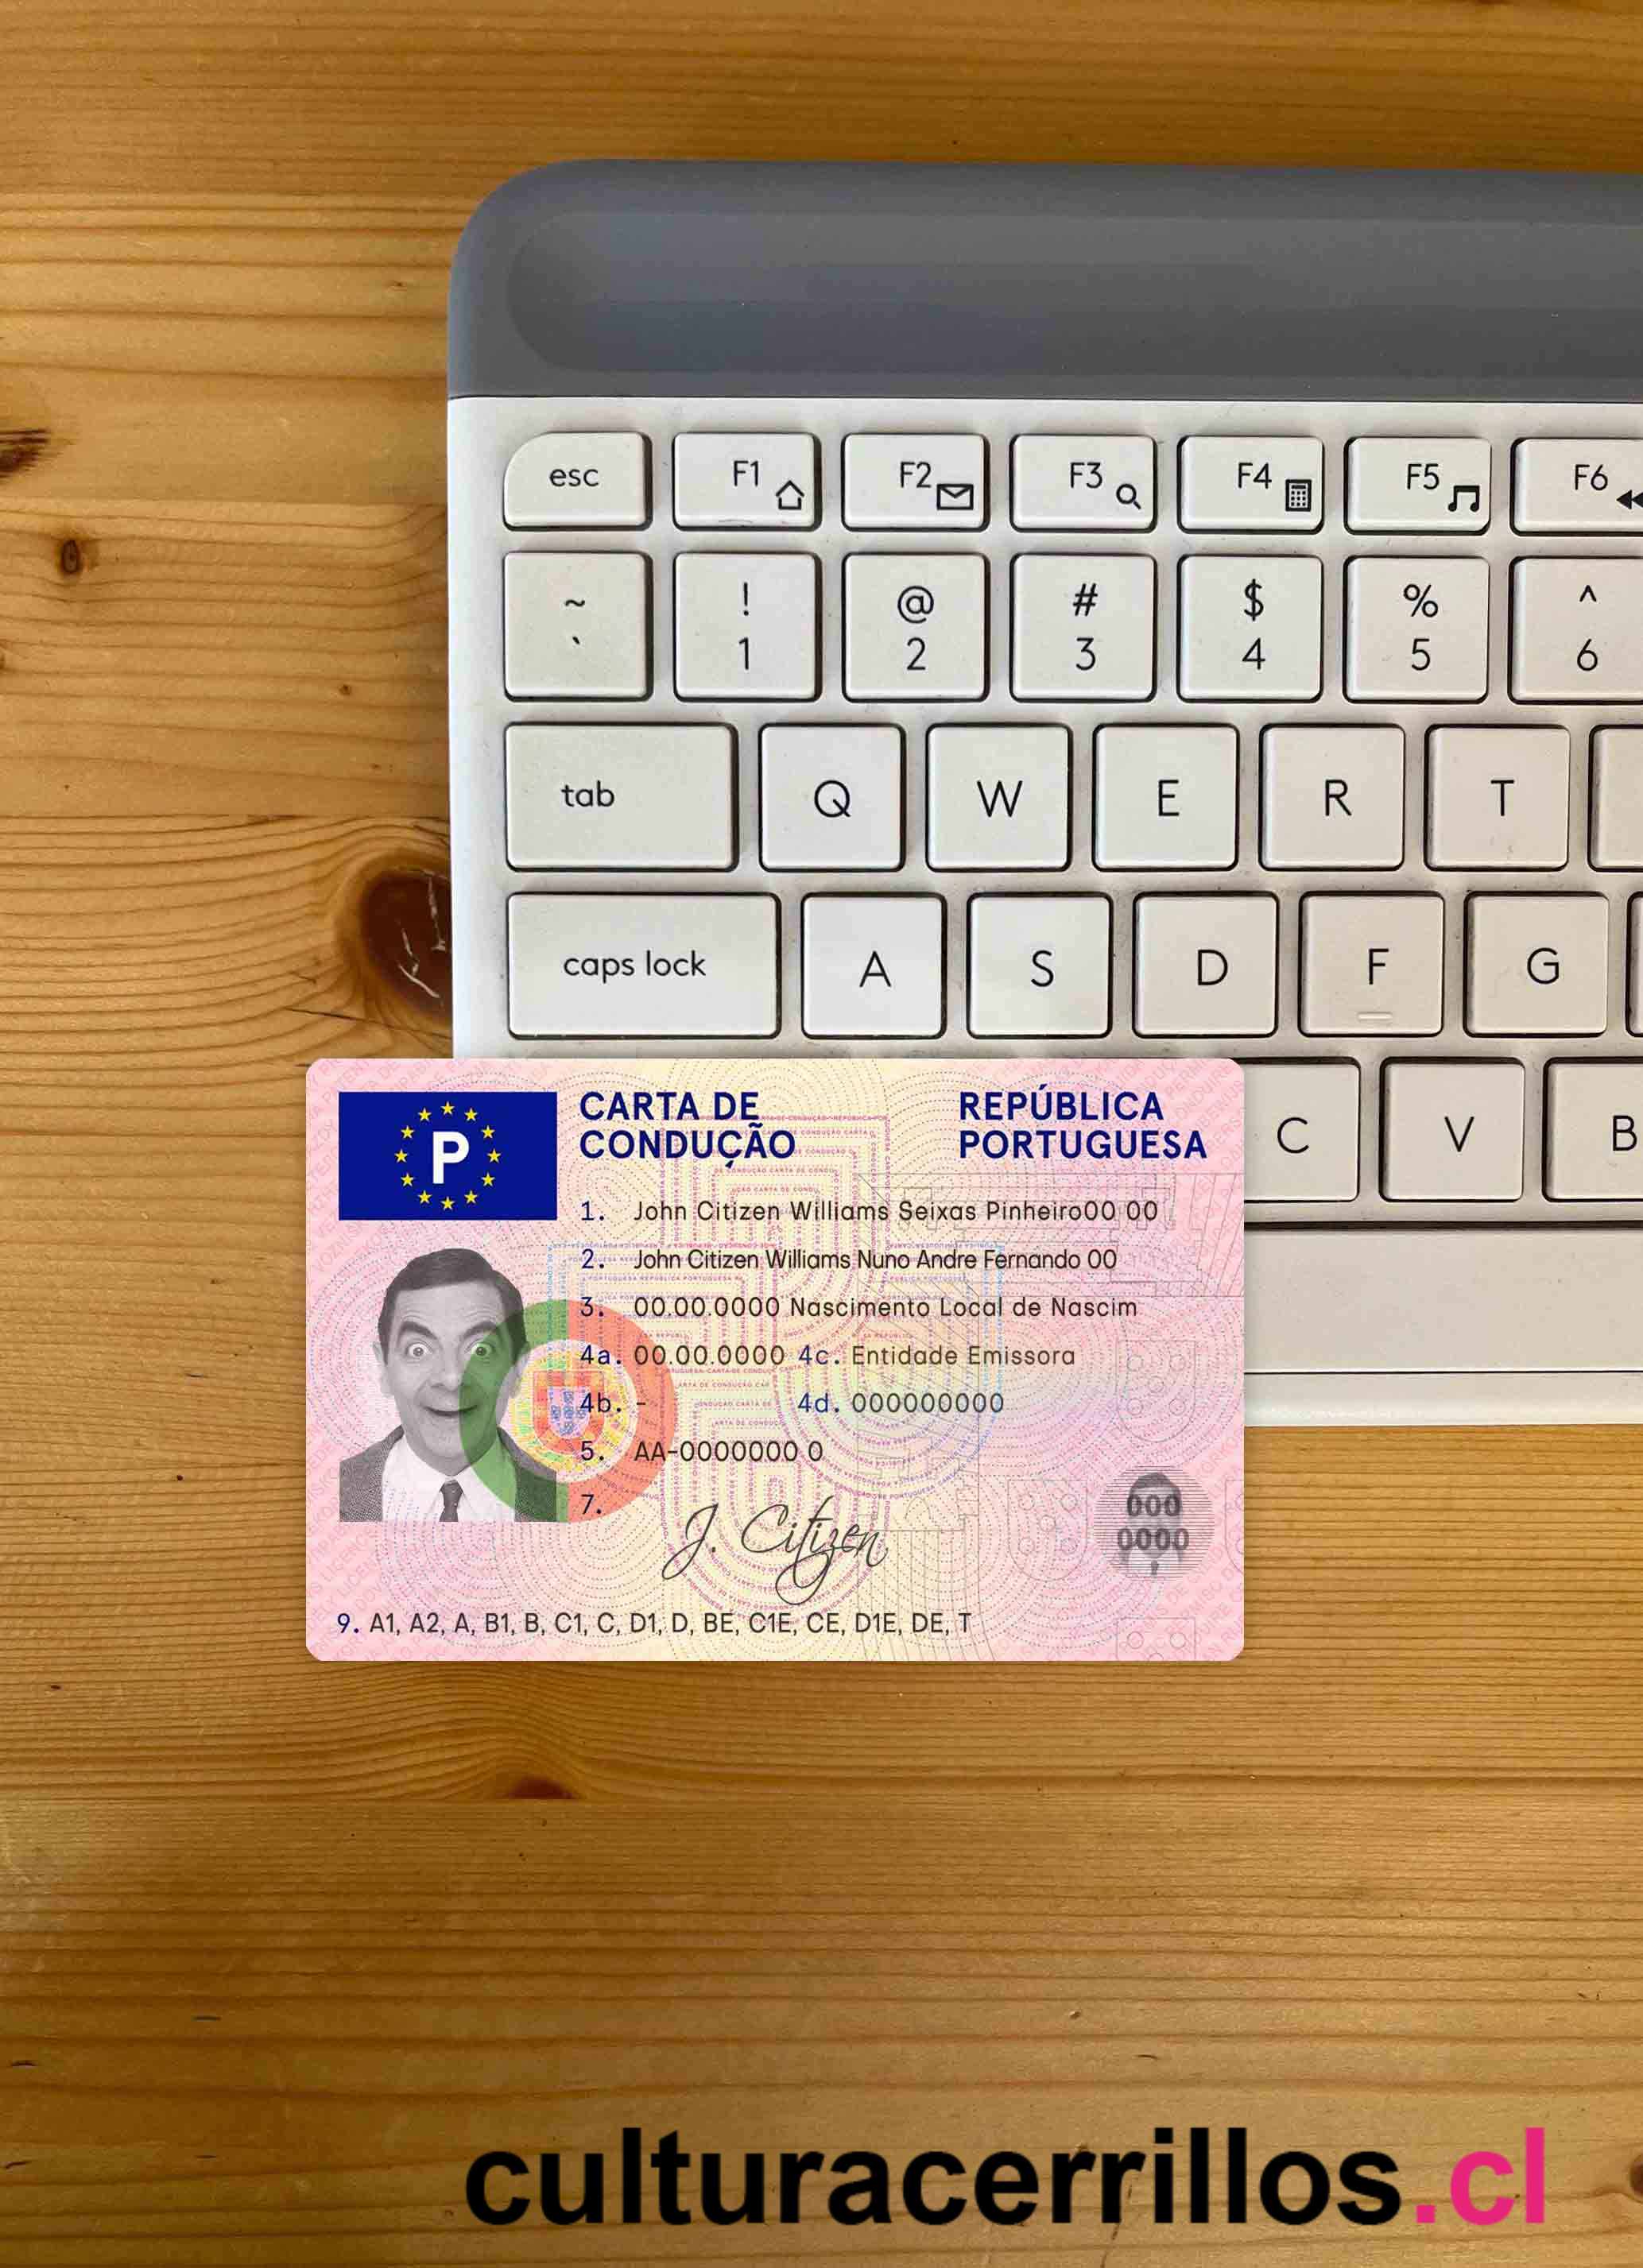 esc F1 F2 F3 F4 F5 F6
~ ! @ # $ % ^
` 1 2 3 4 5 6
tab Q W E R T
caps lock A S D F G
C V B
P
CARTA DE
CONDUÇÃO
REPÚBLICA
PORTUGUESA
1. John Citizen Williams Seixas Pinheiro00 00
2. John Citizen Williams Nuno Andre Fernando 00
3. 00.00.0000 Nascimento Local de Nascim
4a. 00.00.0000 4c. Entidade Emissora
4b. - 4d. 000000000
5. AA-0000000 0
7. J. Citizen
000
0000
9. A1, A2, A, B1, B, C1, C, D1, D, BE, C1E, CE, D1E, DE, T
culturacerrillos.cl